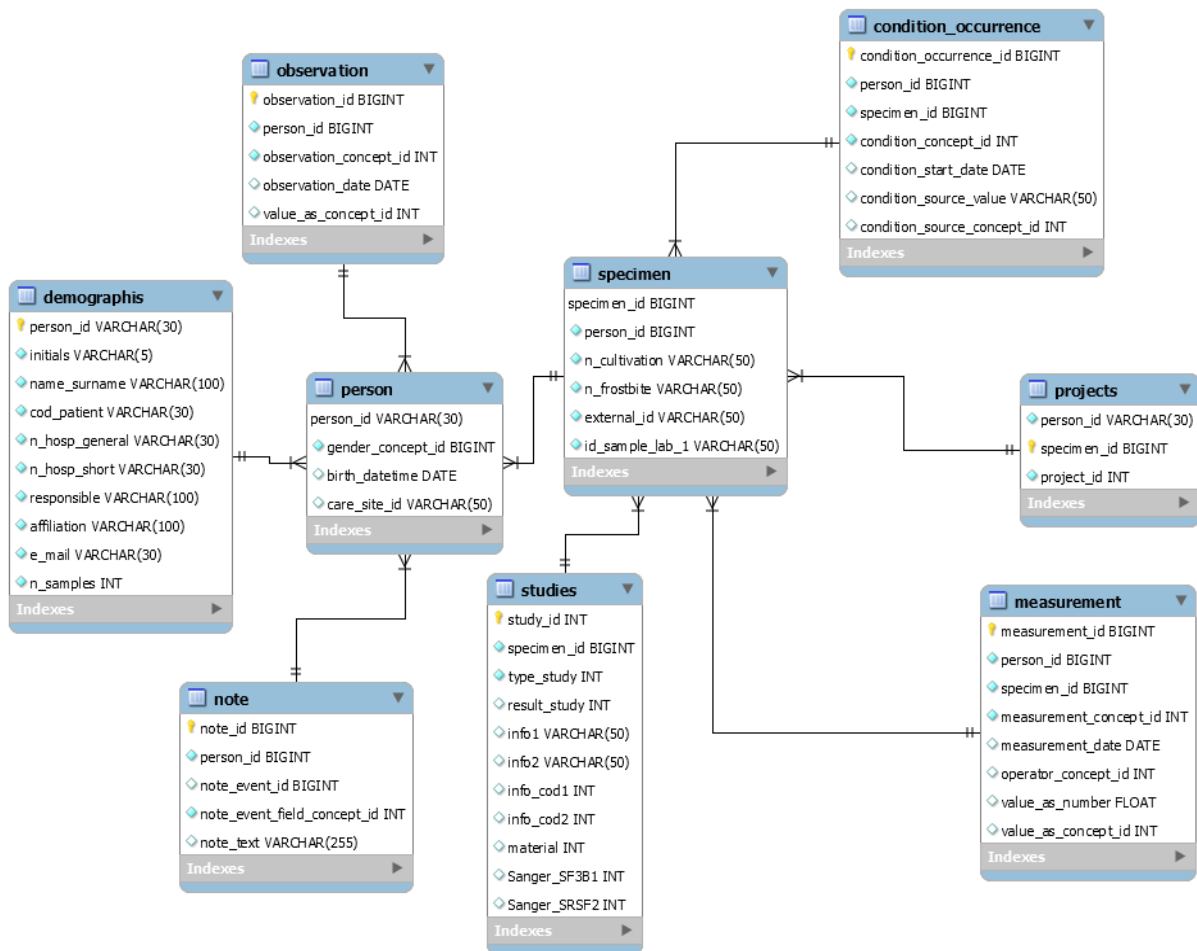 condition_occurrence
condition_occurrence_id BIGINT
person_id BIGINT
specimen_id BIGINT
condition_concept_id INT
condition_start_date DATE
condition_source_value VARCHAR(50)
condition_source_concept_id INT
Indexes
observation
observation_id BIGINT
person_id BIGINT
observation_concept_id INT
observation_date DATE
value_as_concept_id INT
Indexes
demographis
person_id VARCHAR(30)
initials VARCHAR(5)
name_surname VARCHAR(100)
cod_patient VARCHAR(30)
n_hosp_general VARCHAR(30)
n_hosp_short VARCHAR(30)
responsible VARCHAR(100)
affiliation VARCHAR(100)
e_mail VARCHAR(30)
n_samples INT
Indexes
person
person_id VARCHAR(30)
gender_concept_id BIGINT
birth_datetime DATE
care_site_id VARCHAR(50)
Indexes
specimen
specimen_id BIGINT
person_id BIGINT
n_cultivation VARCHAR(50)
n_frostbite VARCHAR(50)
external_id VARCHAR(50)
id_sample_lab_1 VARCHAR(50)
Indexes
projects
person_id VARCHAR(30)
specimen_id BIGINT
project_id INT
Indexes
note
note_id BIGINT
person_id BIGINT
note_event_id BIGINT
note_event_field_concept_id INT
note_text VARCHAR(255)
Indexes
studies
study_id INT
specimen_id BIGINT
type_study INT
result_study INT
info1 VARCHAR(50)
info2 VARCHAR(50)
info_cod1 INT
info_cod2 INT
material INT
Sanger_SF3B1 INT
Sanger_SRSF2 INT
Indexes
measurement
measurement_id BIGINT
person_id BIGINT
specimen_id BIGINT
measurement_concept_id INT
measurement_date DATE
operator_concept_id INT
value_as_number FLOAT
value_as_concept_id INT
Indexes